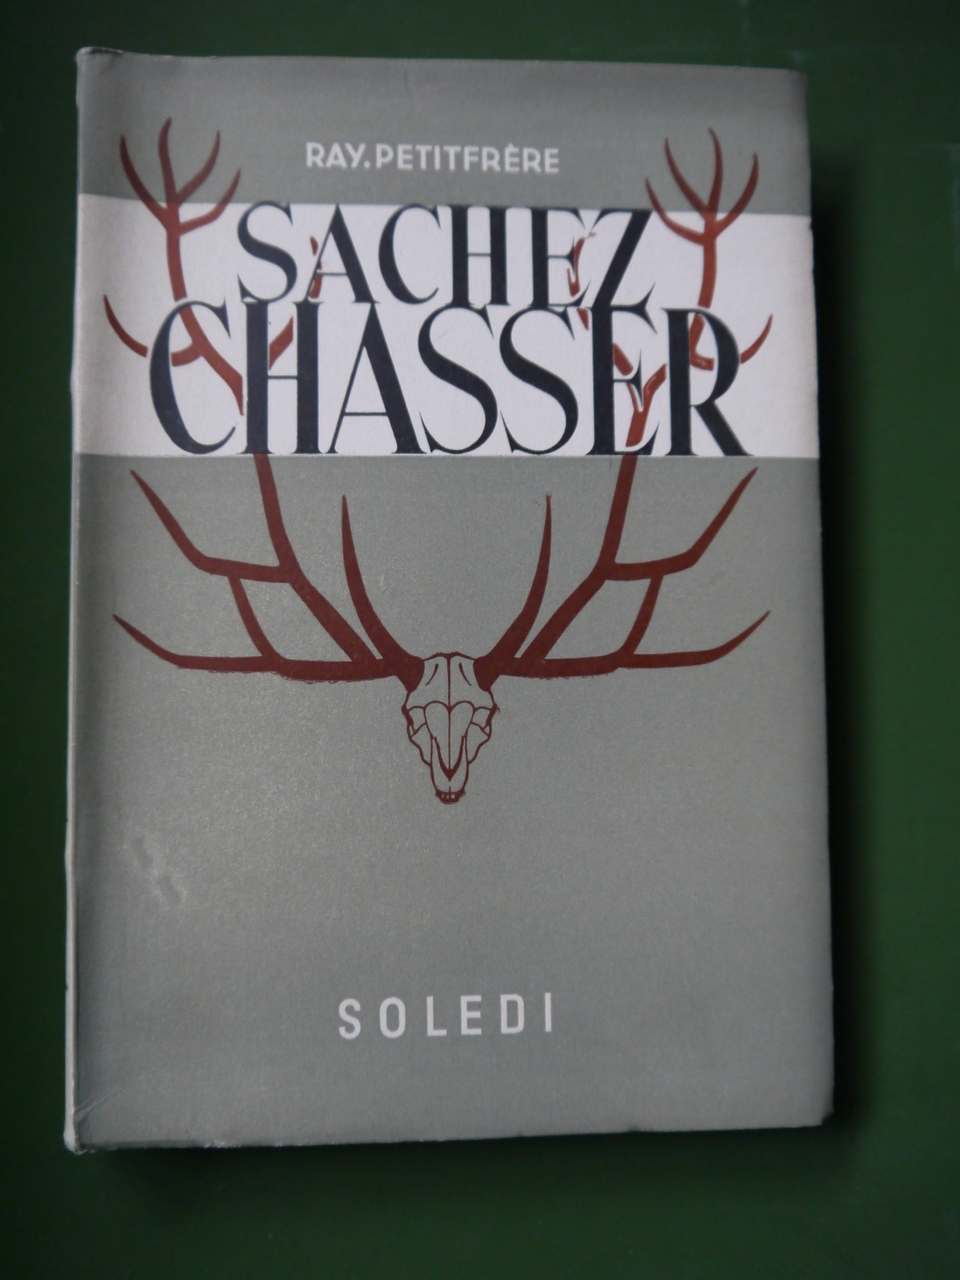 RAY. PETITFRÈRE
SACHEZ
CHASSER
SOLEDI